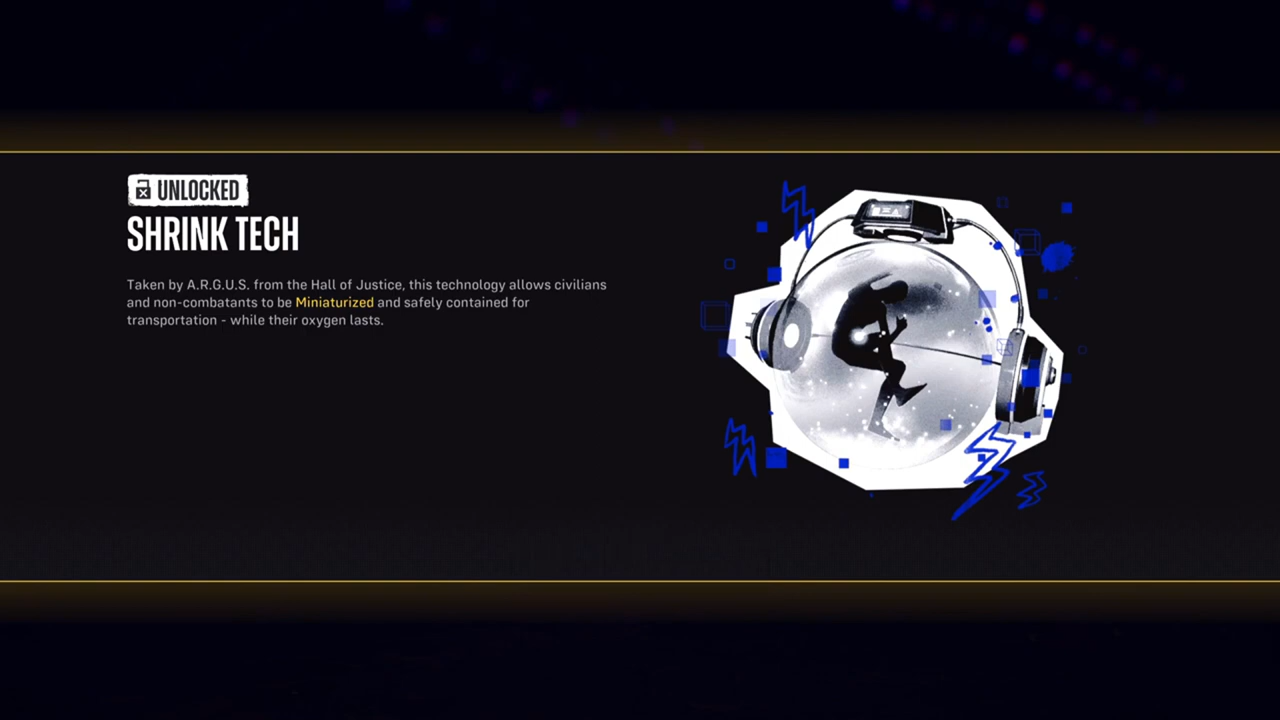 UNLOCKED
SHRINK TECH
Taken by A.R.G.U.S. from the Hall of Justice, this technology allows civilians
and non-combatants to be Miniaturized and safely contained for
transportation - while their oxygen lasts.